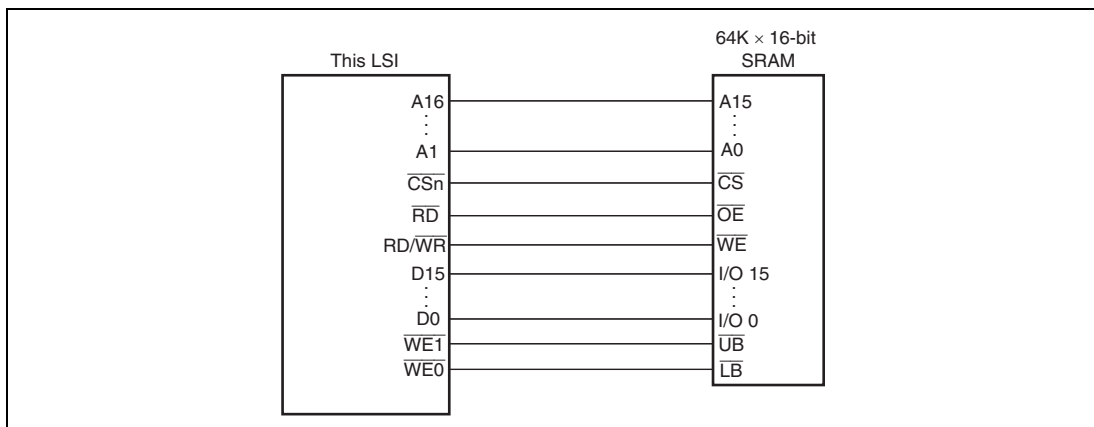 64K × 16-bit
This LSI SRAM
A16 A15
A1 A0
CSn CS
RD OE
RD/WR WE
D15 I/O 15
D0 I/O 0
WE1 UB
WE0 LB